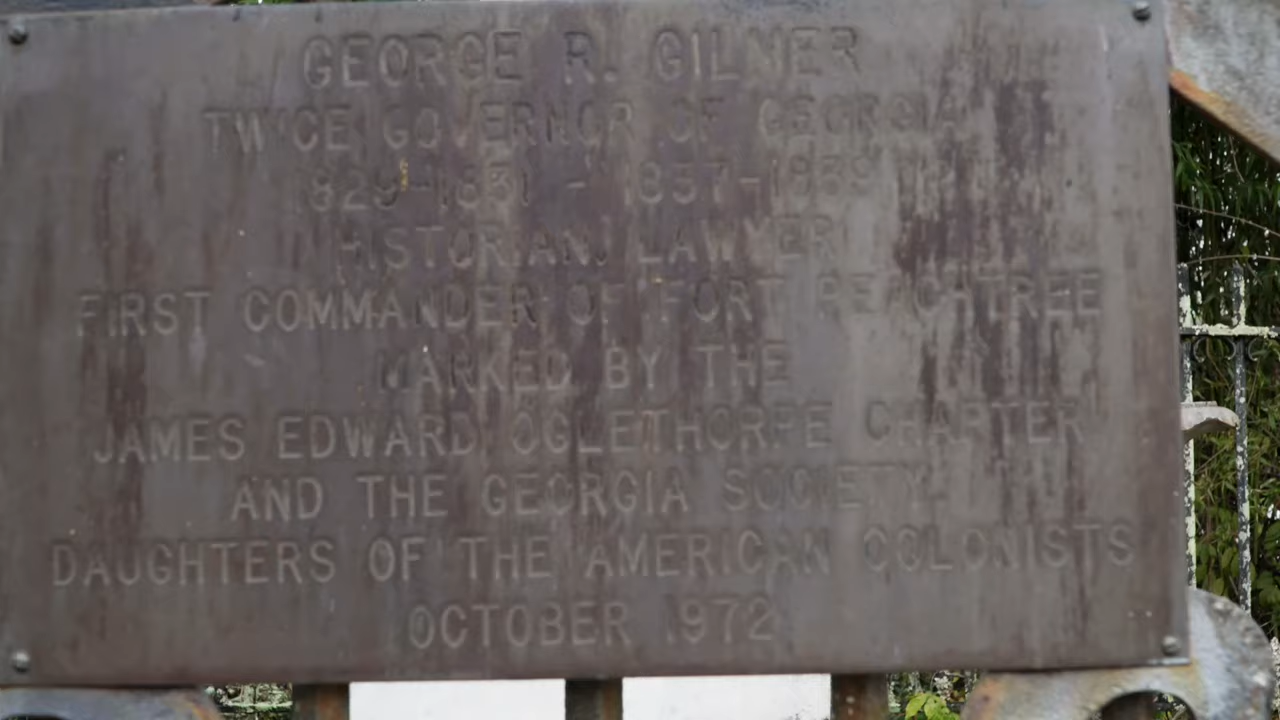 GEORGE R. GILMER
TWICE GOVERNOR OF GEORGIA
1829-1831 - 1837-1839
HISTORIAN, LAWYER
FIRST COMMANDER OF FORT PEACHTREE
MARKED BY THE
JAMES EDWARD OGLETHORPE CHAPTER
AND THE GEORGIA SOCIETY
DAUGHTERS OF THE AMERICAN COLONISTS
OCTOBER 1972